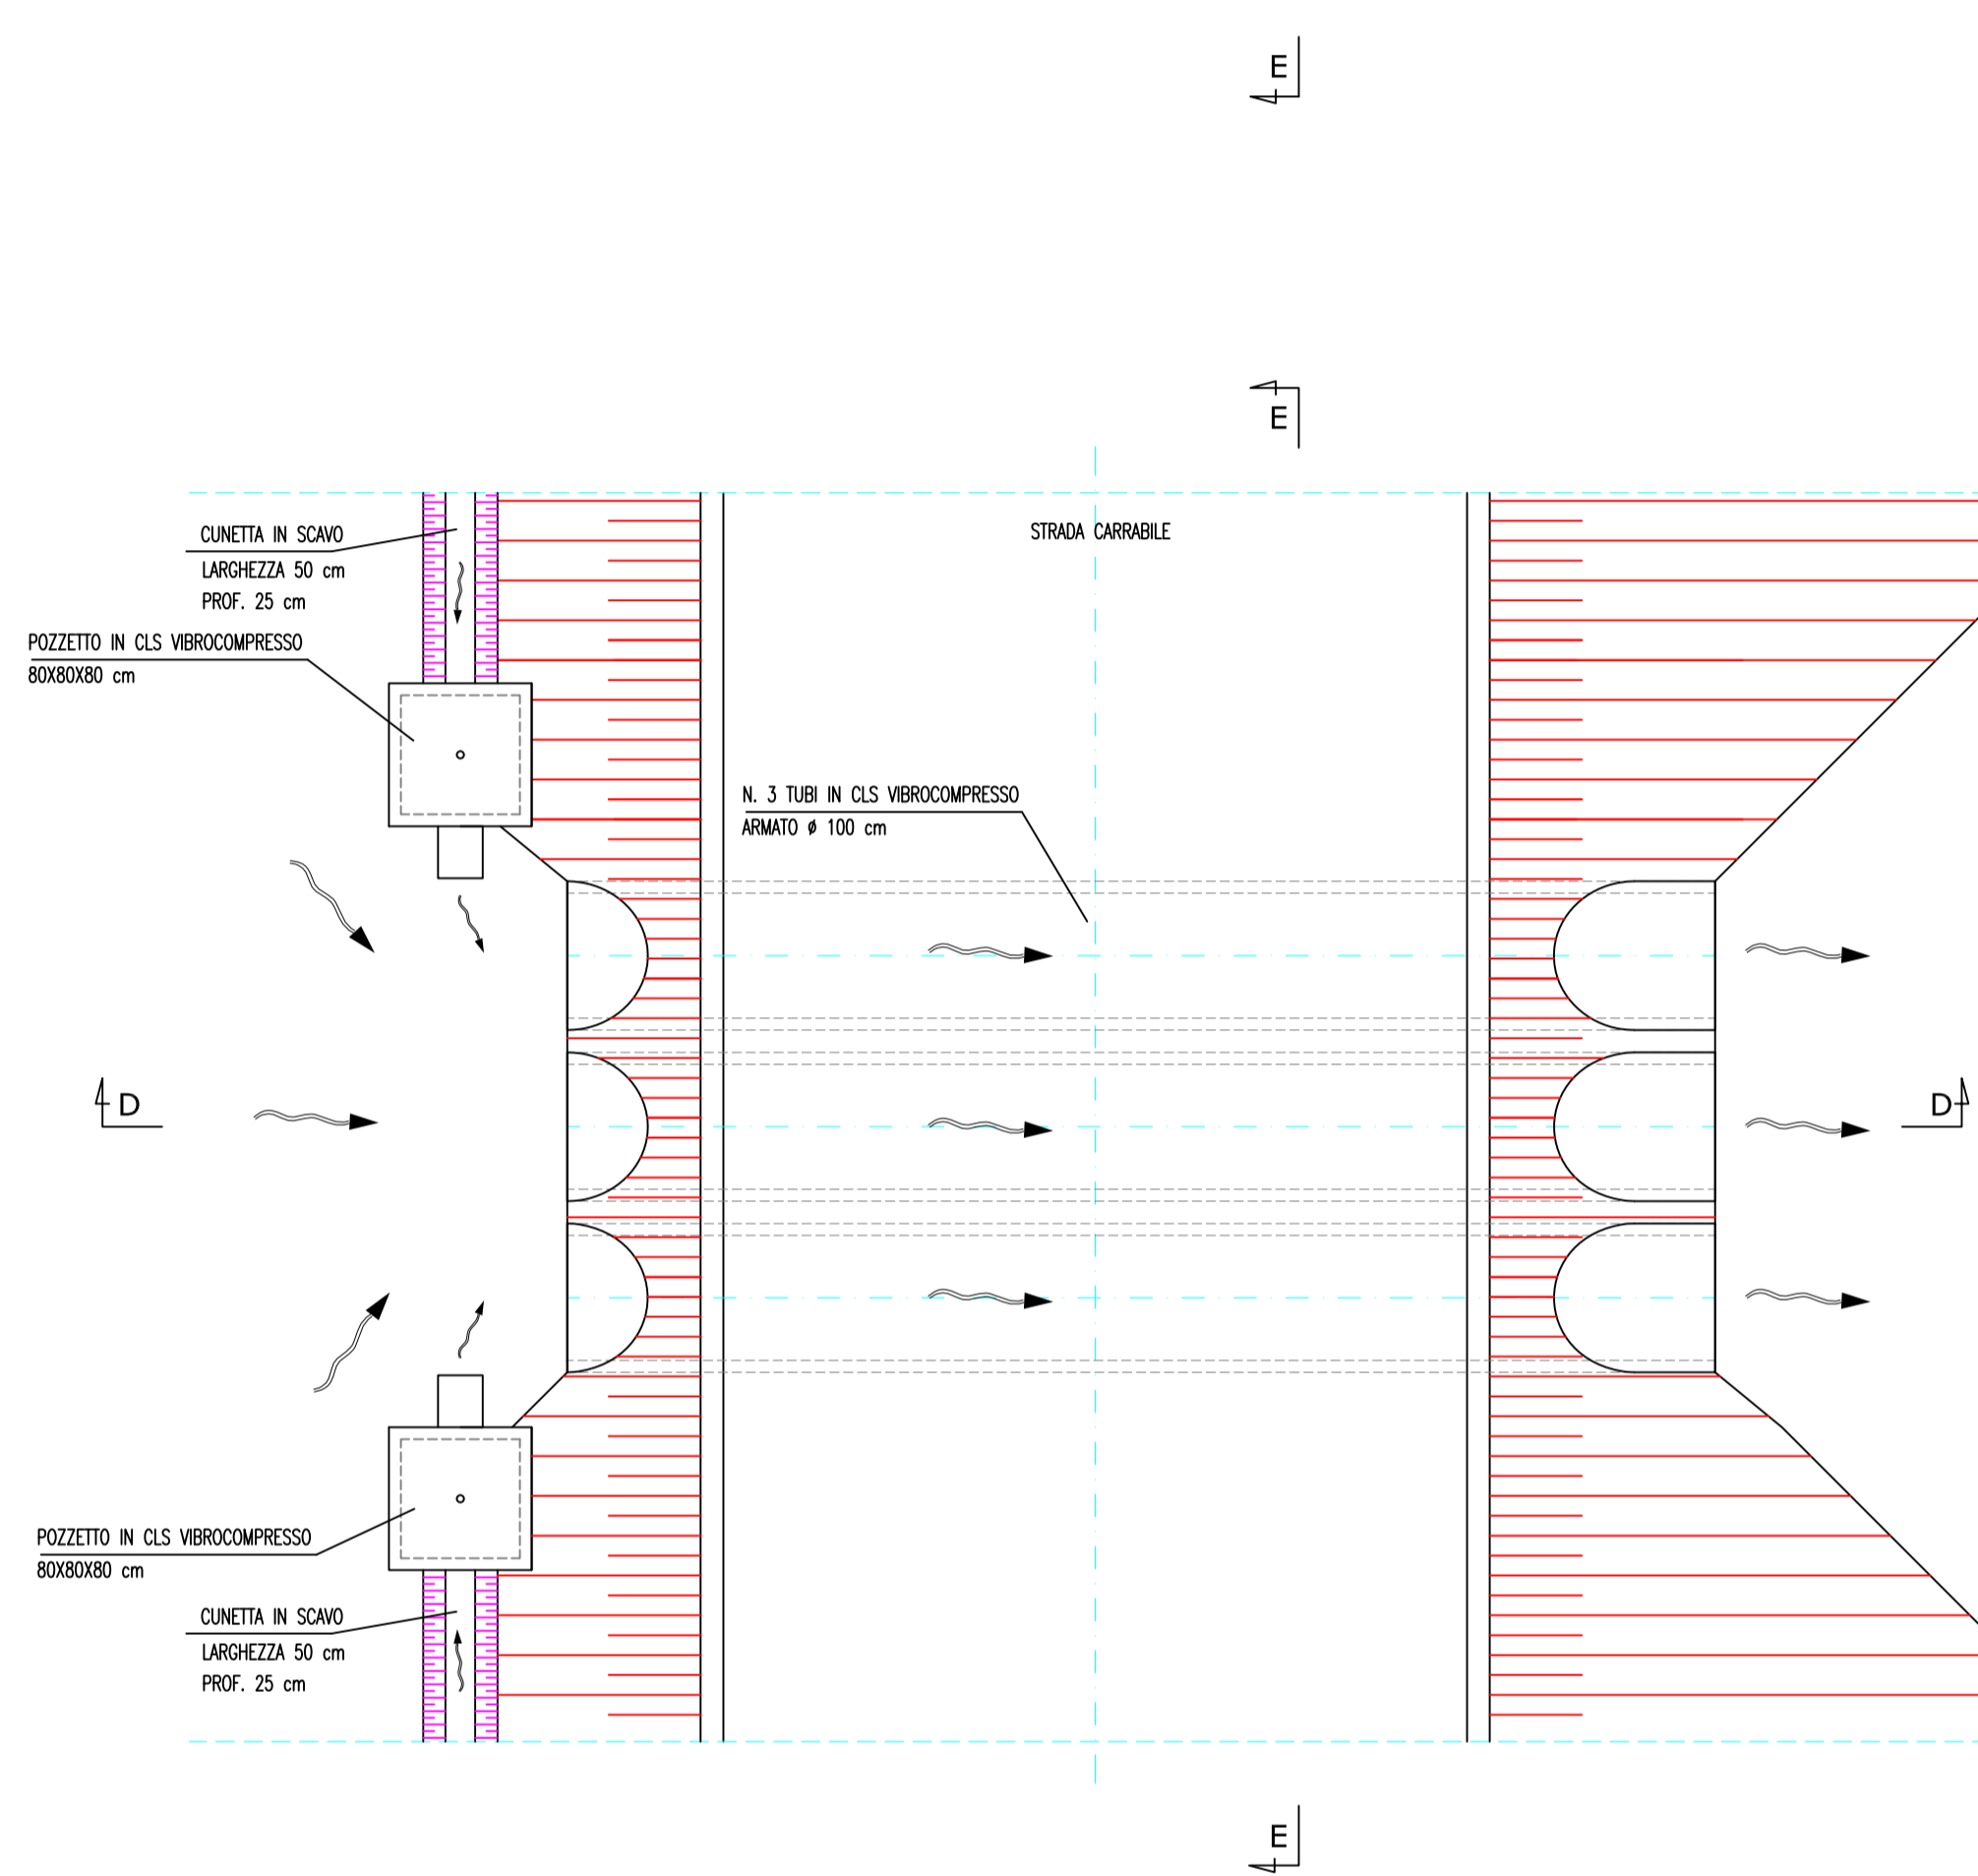 E
E
STRADA CARRABILE
CUNETTA IN SCAVO
LARGHEZZA 50 cm
PROF. 25 cm
POZZETTO IN CLS VIBROCOMPRESSO
80X80X80 cm
N. 3 TUBI IN CLS VIBROCOMPRESSO
ARMATO ø 100 cm
D
D
POZZETTO IN CLS VIBROCOMPRESSO
80X80X80 cm
CUNETTA IN SCAVO
LARGHEZZA 50 cm
PROF. 25 cm
E